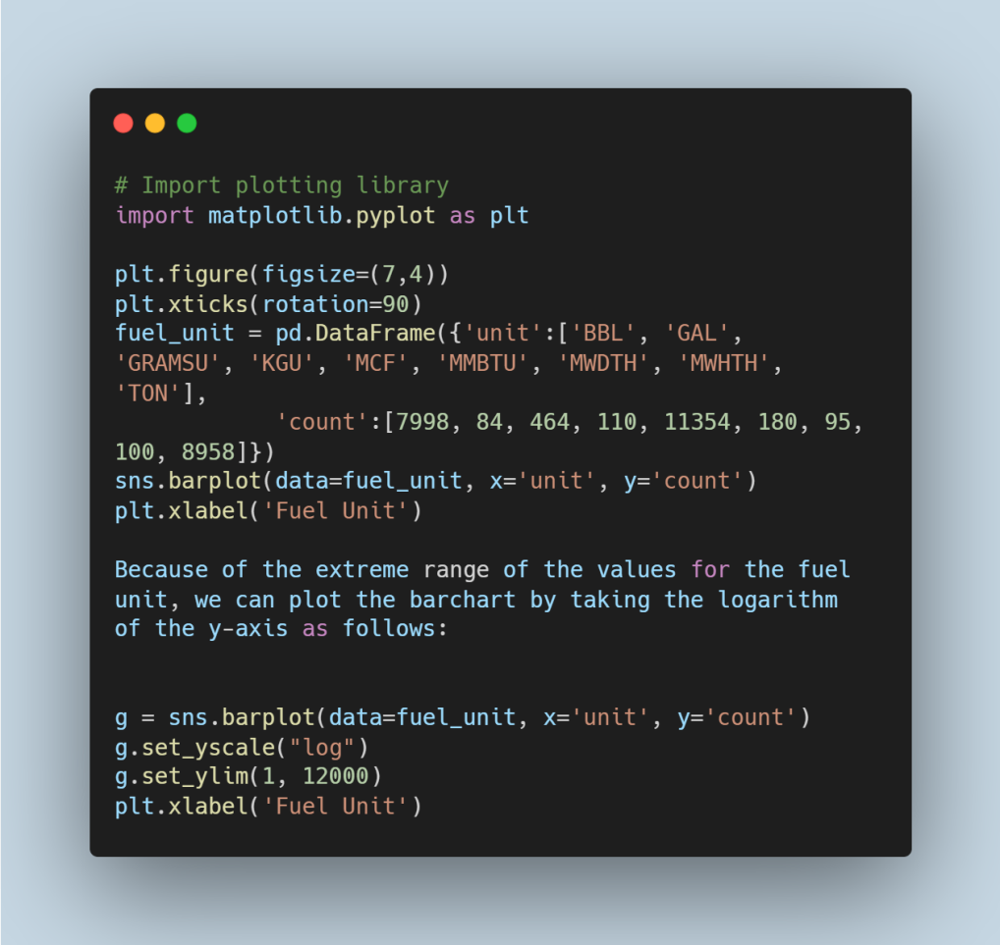 # Import plotting library
import matplotlib.pyplot as plt
plt.figure(figsize=(7,4))
plt.xticks(rotation=90)
fuel_unit = pd.DataFrame({'unit':['BBL', 'GAL',
'GRAMSU', 'KGU', 'MCF', 'MMBTU', 'MWDTH', 'MWHTH',
'TON'],
            'count':[7998, 84, 464, 110, 11354, 180, 95,
100, 8958]})
sns.barplot(data=fuel_unit, x='unit', y='count')
plt.xlabel('Fuel Unit')
Because of the extreme range of the values for the fuel
unit, we can plot the barchart by taking the logarithm
of the y-axis as follows:
g = sns.barplot(data=fuel_unit, x='unit', y='count')
g.set_yscale("log")
g.set_ylim(1, 12000)
plt.xlabel('Fuel Unit')